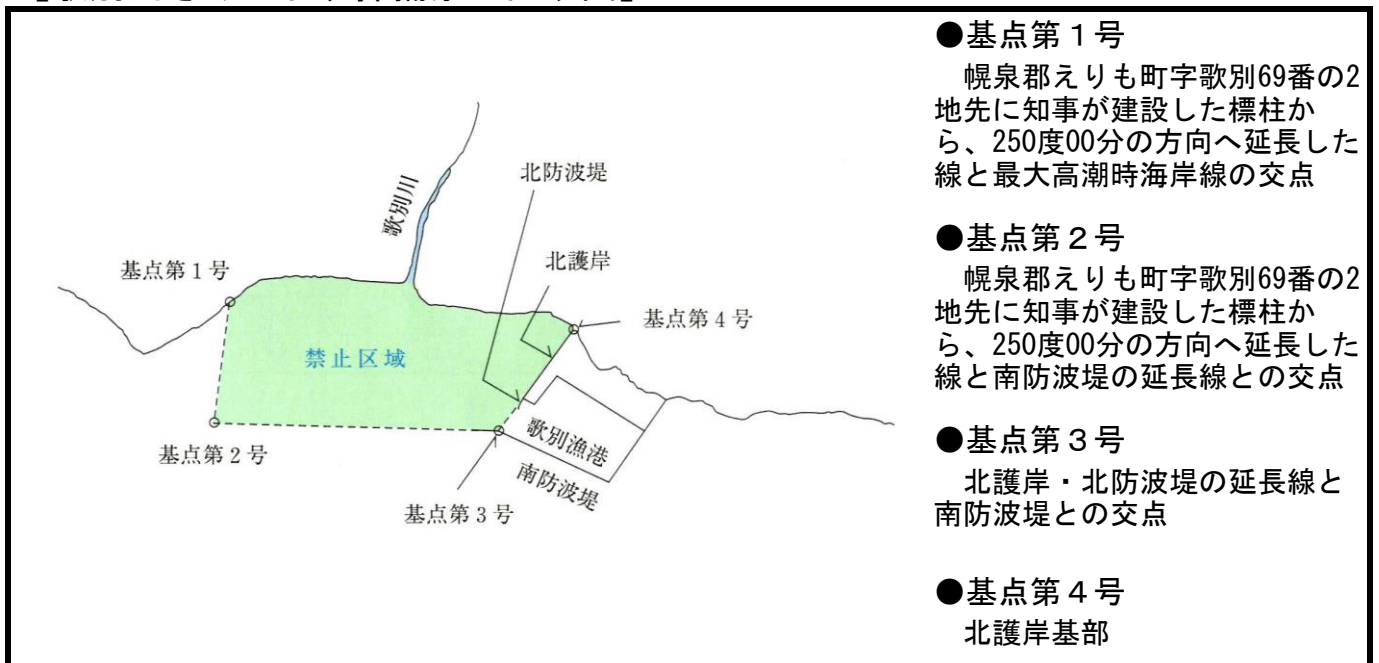 北防波堤
歌別川
北護岸
基点第１号
基点第４号
禁止区域
歌別漁港
基点第２号
南防波堤
基点第３号
●基点第１号
　幌泉郡えりも町字歌別69番の2
地先に知事が建設した標柱か
ら、250度00分の方向へ延長した
線と最大高潮時海岸線の交点
●基点第２号
　幌泉郡えりも町字歌別69番の2
地先に知事が建設した標柱か
ら、250度00分の方向へ延長した
線と南防波堤の延長線との交点
●基点第３号
　北護岸・北防波堤の延長線と
南防波堤との交点
●基点第４号
　北護岸基部